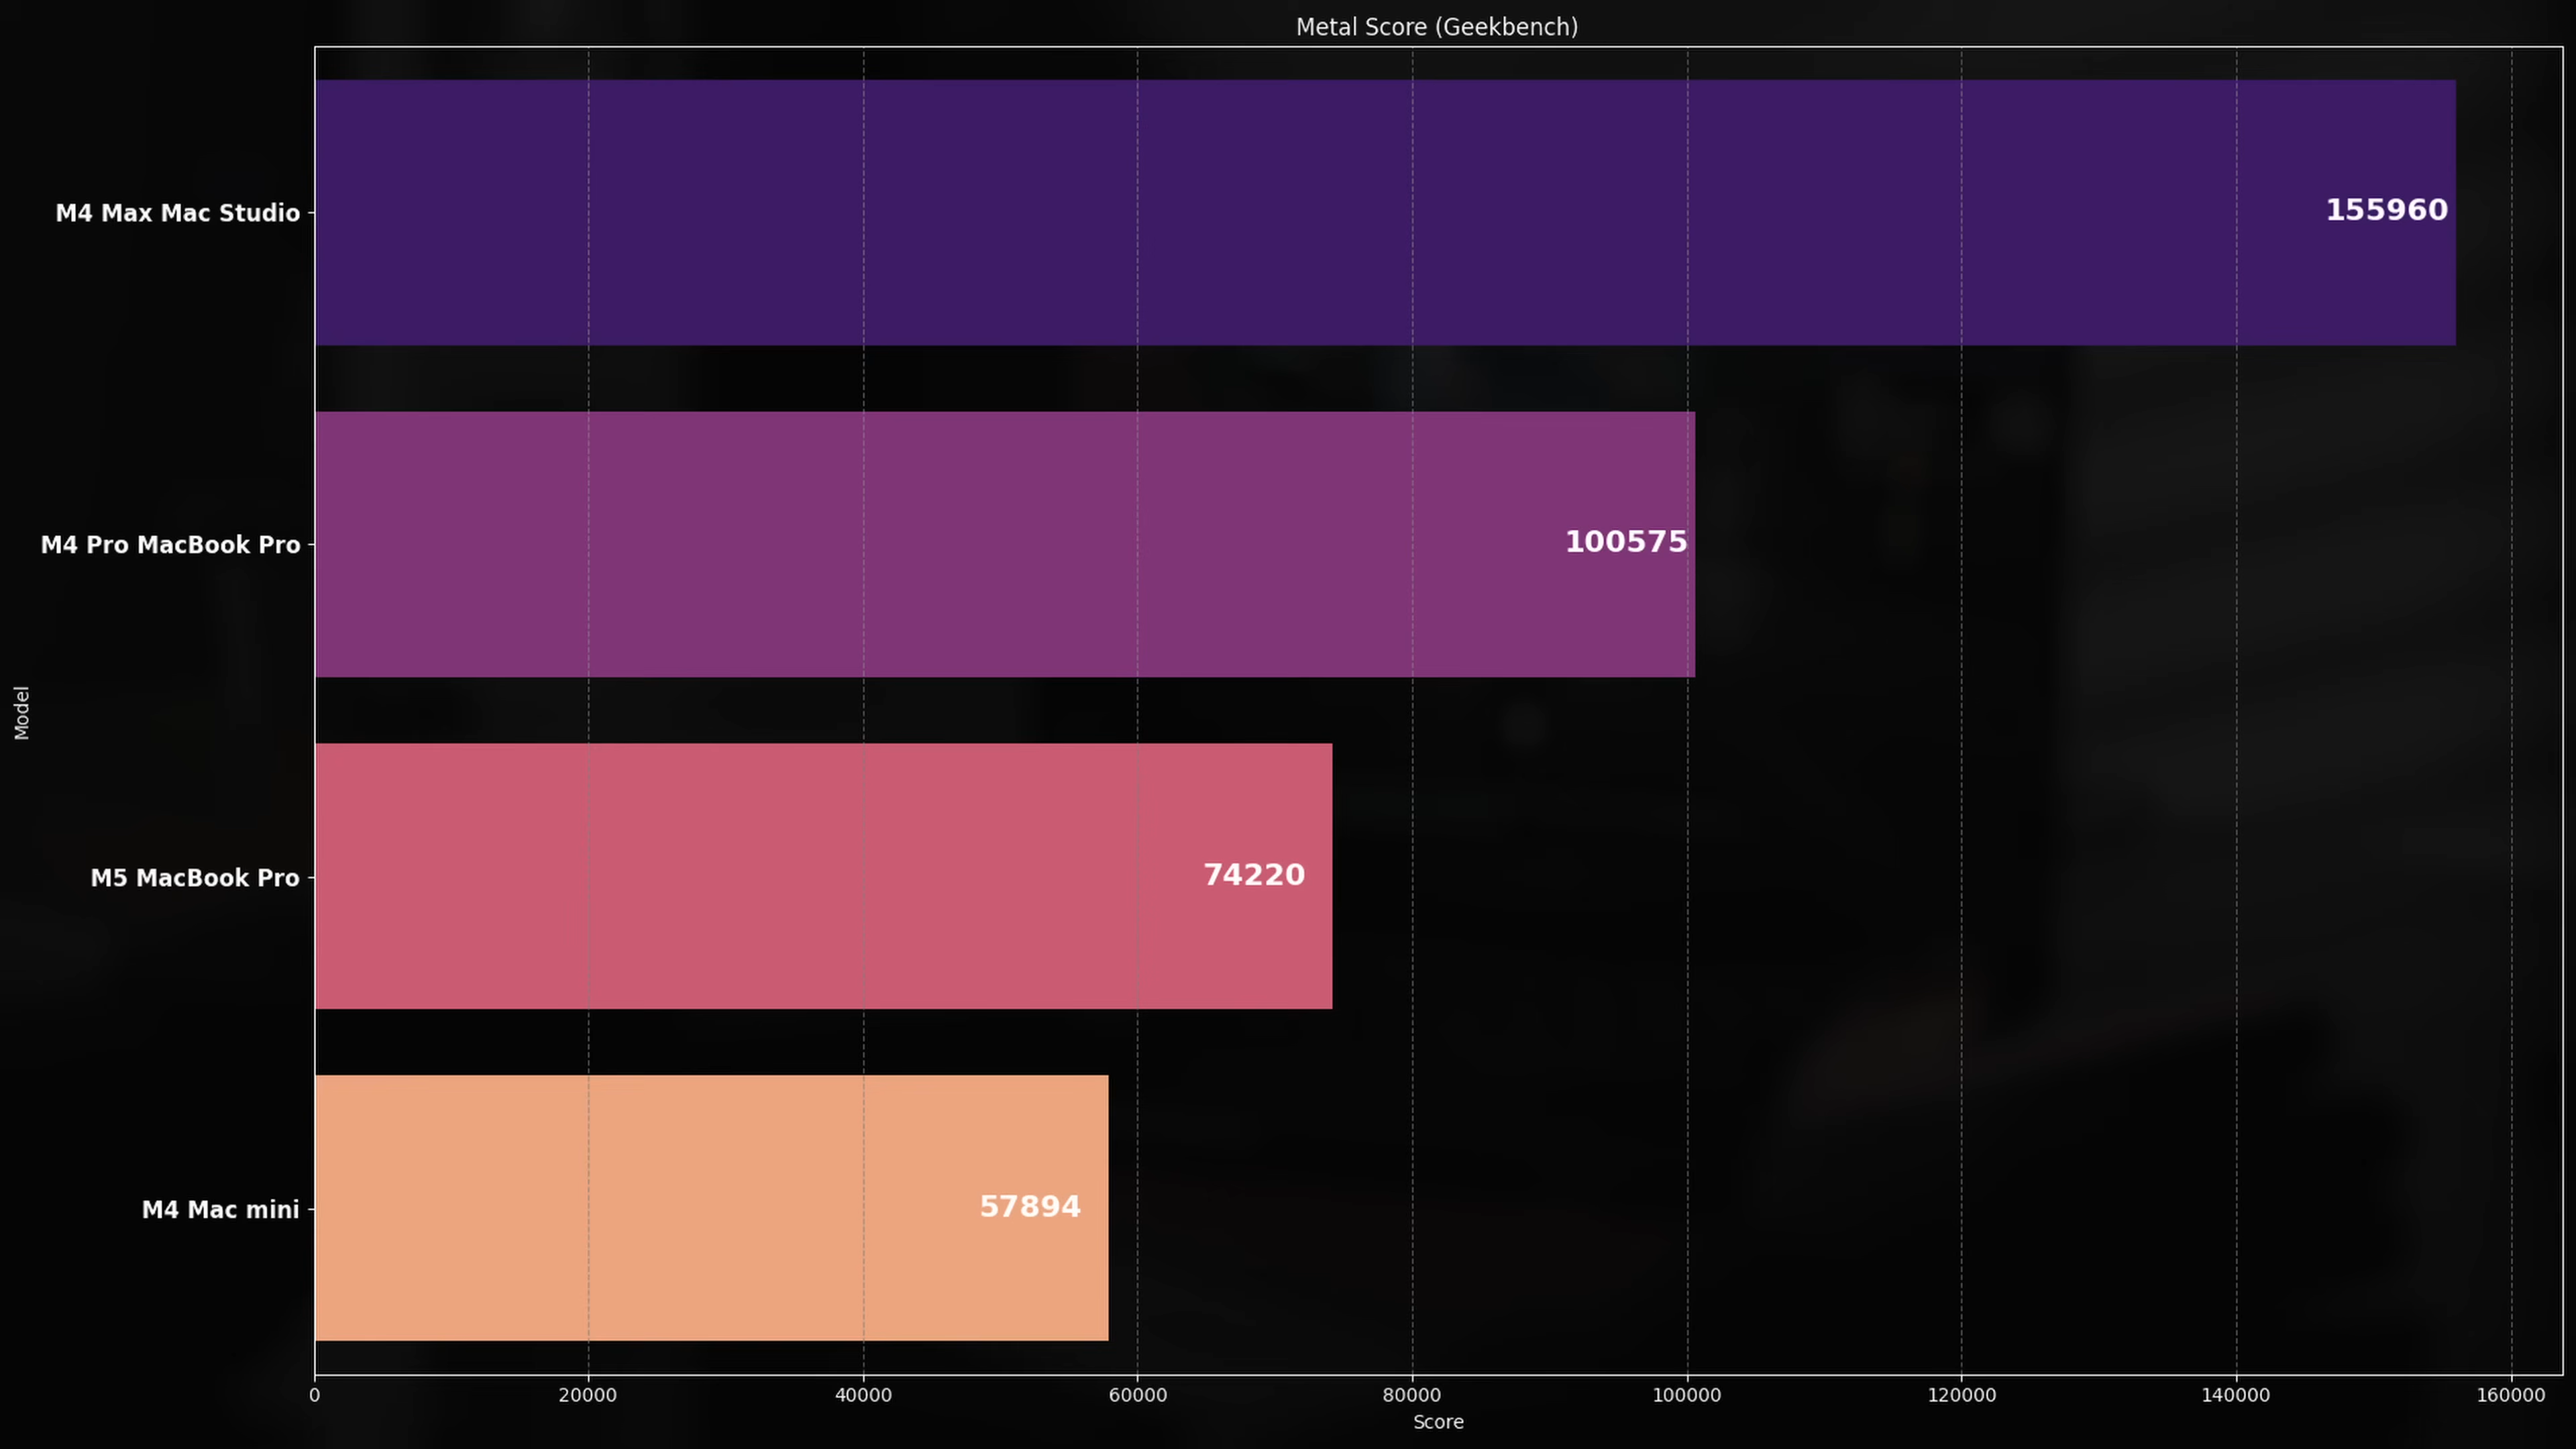 Metal Score (Geekbench)
M4 Max Mac Studio
155960
M4 Pro MacBook Pro
100575
Model
M5 MacBook Pro
74220
M4 Mac mini
57894
0 20000 40000 60000 80000 100000 120000 140000 160000
Score